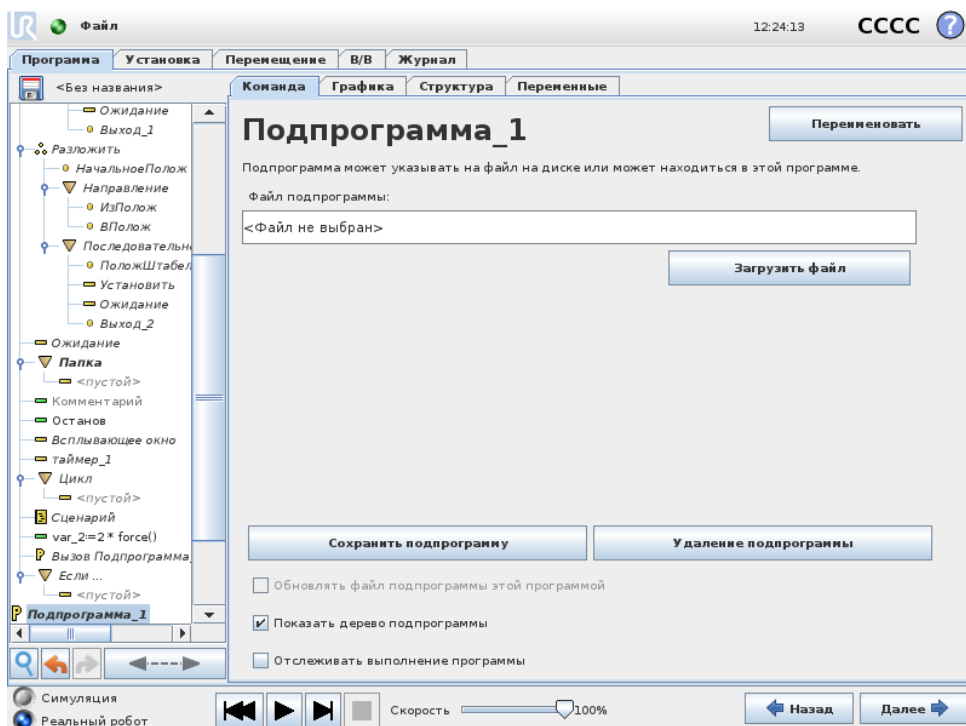 UR Файл 12:24:13 CCCC ?
Программа Установка Перемещение В/В Журнал
<Без названия> Команда Графика Структура Переменные
Ожидание
Выход_1
Разложить
НачальноеПолож
Направление
ИзПолож
ВПолож
Последовательн
ПоложШтабел
Установить
Ожидание
Выход_2
Ожидание
Папка
<пустой>
Комментарий
Останов
Всплывающее окно
таймер_1
Цикл
<пустой>
Сценарий
var_2:=2 * force()
Вызов Подпрограмма_
Если ...
<пустой>
Подпрограмма_1
Подпрограмма_1 Переименовать
Подпрограмма может указывать на файл на диске или может находиться в этой программе.
Файл подпрограммы:
<Файл не выбран>
Загрузить файл
Сохранить подпрограмму Удаление подпрограммы
Обновлять файл подпрограммы этой программой
Показать дерево подпрограммы
Отслеживать выполнение программы
Симуляция
Реальный робот
Скорость 100% Назад Далее